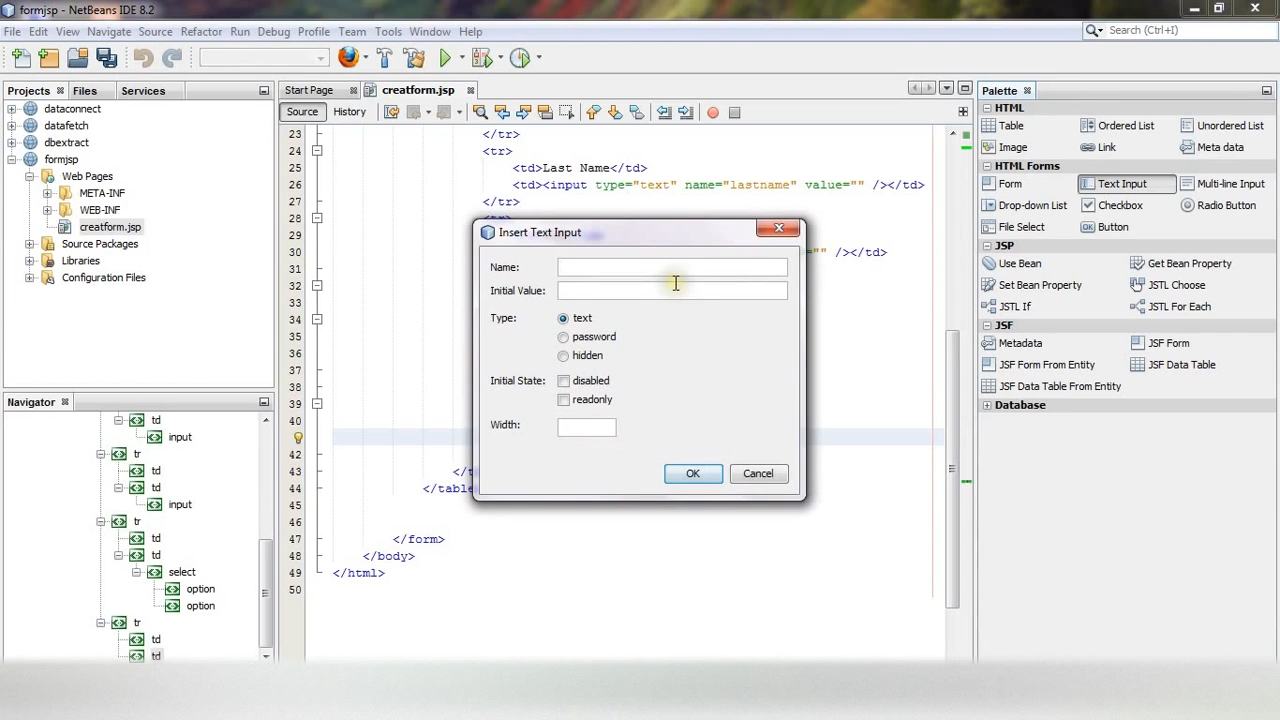 formjsp - NetBeans IDE 8.2
File Edit View Navigate Source Refactor Run Debug Profile Team Tools Window Help
Search (Ctrl+I)
Projects Files Services
dataconnect
datafetch
dbextract
formjsp
Web Pages
META-INF
WEB-INF
creatform.jsp
Source Packages
Libraries
Configuration Files
Navigator
td
input
tr
td
td
input
tr
td
td
select
option
option
tr
td
td
Start Page creatform.jsp
Source History
23 </tr>
24 <tr>
25 <td>Last Name</td>
26 <td><input type="text" name="lastname" value="" /></td>
27 </tr>
28
29
30 ="" /></td>
31
32
33
34
35
36
37
38
39
40
42
43
44 </table
45
46
47 </form>
48 </body>
49 </html>
50
Insert Text Input
Name:
Initial Value:
Type: text
password
hidden
Initial State: disabled
readonly
Width:
OK Cancel
Palette
HTML
Table Ordered List Unordered List
Image Link Meta data
HTML Forms
Form Text Input Multi-line Input
Drop-down List Checkbox Radio Button
File Select Button
JSP
Use Bean Get Bean Property
Set Bean Property JSTL Choose
JSTL If JSTL For Each
JSF
Metadata JSF Form
JSF Form From Entity JSF Data Table
JSF Data Table From Entity
Database